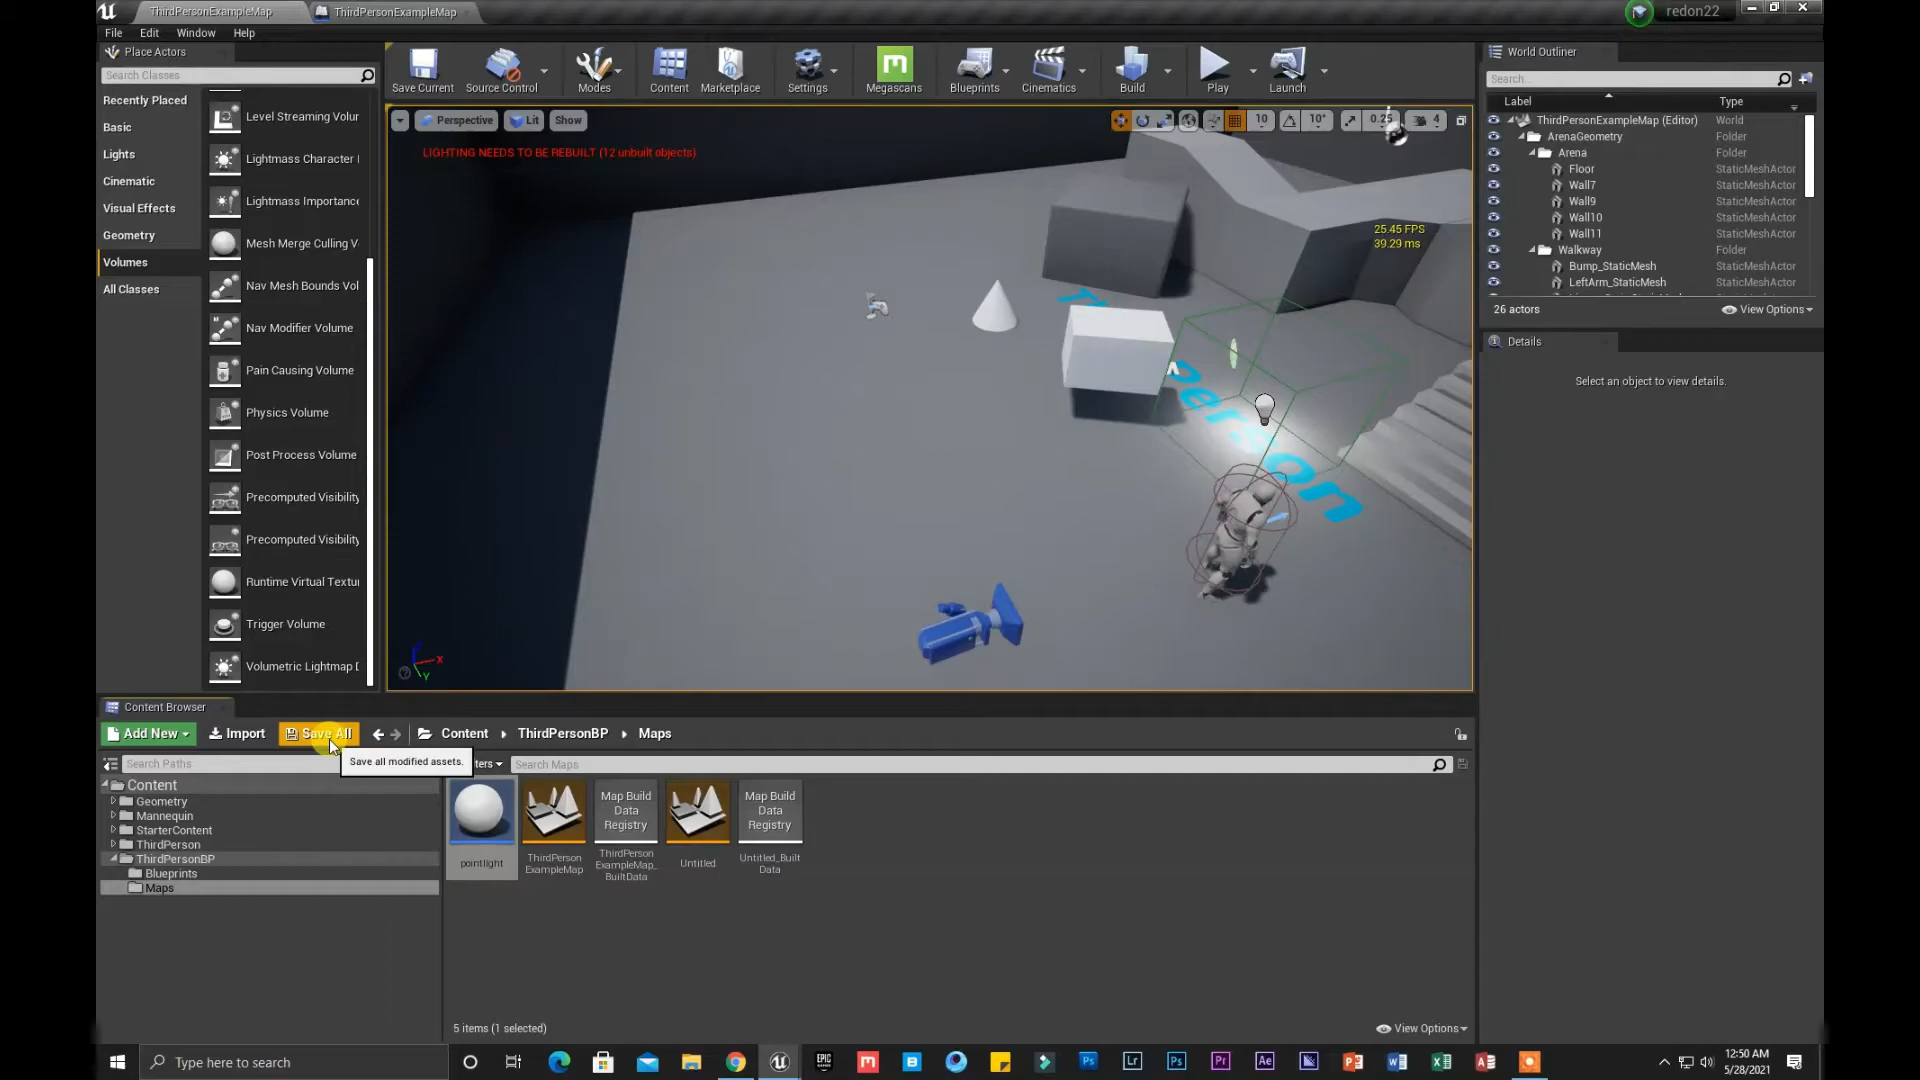 ThirdPersonExampleMap
ThirdPersonExampleMap
redon22
File Edit Window Help
Place Actors
Search Classes
Recently Placed
Basic
Lights
Cinematic
Visual Effects
Geometry
Volumes
All Classes
Level Streaming Volur
Lightmass Character I
Lightmass Importance
Mesh Merge Culling V
Nav Mesh Bounds Vol
Nav Modifier Volume
Pain Causing Volume
Physics Volume
Post Process Volume
Precomputed Visibility
Precomputed Visibility
Runtime Virtual Textur
Trigger Volume
Volumetric Lightmap D
Save Current Source Control Modes Content Marketplace Settings Megascans Blueprints Cinematics Build Play Launch
Perspective Lit Show
10 10° 0.25 4
LIGHTING NEEDS TO BE REBUILT (12 unbuilt objects)
25.45 FPS
39.29 ms
Person
X
Y
World Outliner
Search...
Label Type
ThirdPersonExampleMap (Editor) World
ArenaGeometry Folder
Arena Folder
Floor StaticMeshActor
Wall7 StaticMeshActor
Wall9 StaticMeshActor
Wall10 StaticMeshActor
Wall11 StaticMeshActor
Walkway Folder
Bump_StaticMesh StaticMeshActor
LeftArm_StaticMesh StaticMeshActor
26 actors View Options
Details
Select an object to view details.
Content Browser
Add New Import Save All Content ThirdPersonBP Maps
Save all modified assets.
Search Paths
ters Search Maps
Content
Geometry
Mannequin
StarterContent
ThirdPerson
ThirdPersonBP
Blueprints
Maps
pointlight
ThirdPerson
ExampleMap
Map Build
Data
Registry
ThirdPerson
ExampleMap_
BuiltData
Untitled
Map Build
Data
Registry
Untitled_Built
Data
5 items (1 selected) View Options
Type here to search
12:50 AM
5/28/2021